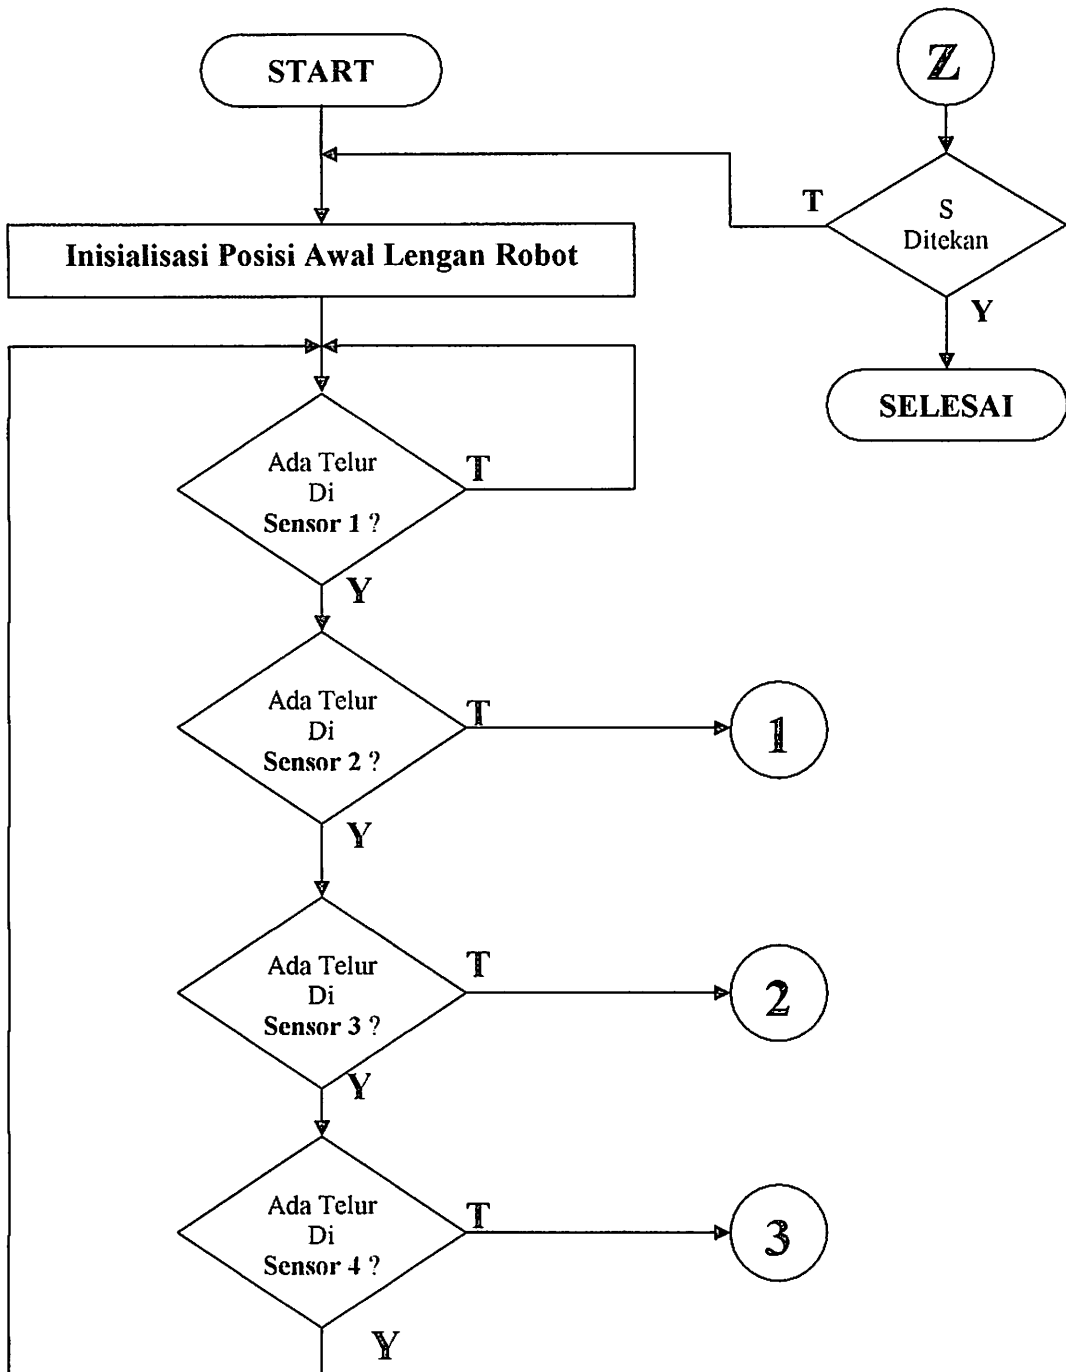 START
Z
T
S
Ditekan
Inisialisasi Posisi Awal Lengan Robot
Y
SELESAI
Ada Telur
Di
Sensor 1 ?
T
Y
Ada Telur
Di
Sensor 2 ?
T
1
Y
Ada Telur
Di
Sensor 3 ?
T
2
Y
Ada Telur
Di
Sensor 4 ?
T
3
Y